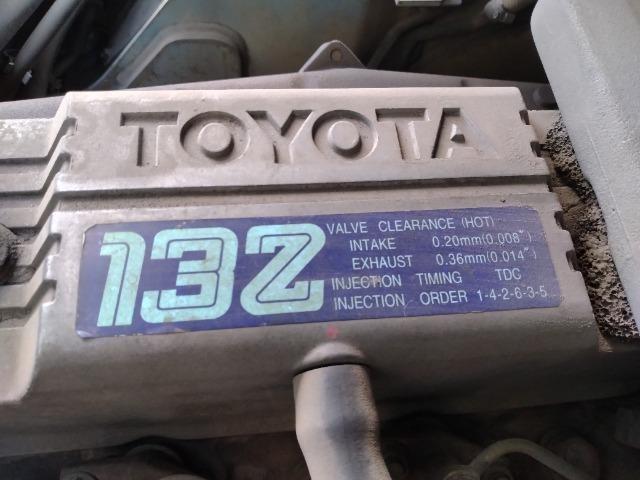 TOYOTA
13Z
VALVE CLEARANCE (HOT)
INTAKE 0.20mm(0.008")
EXHAUST 0.36mm(0.014")
INJECTION TIMING TDC
INJECTION ORDER 1-4-2-6-3-5